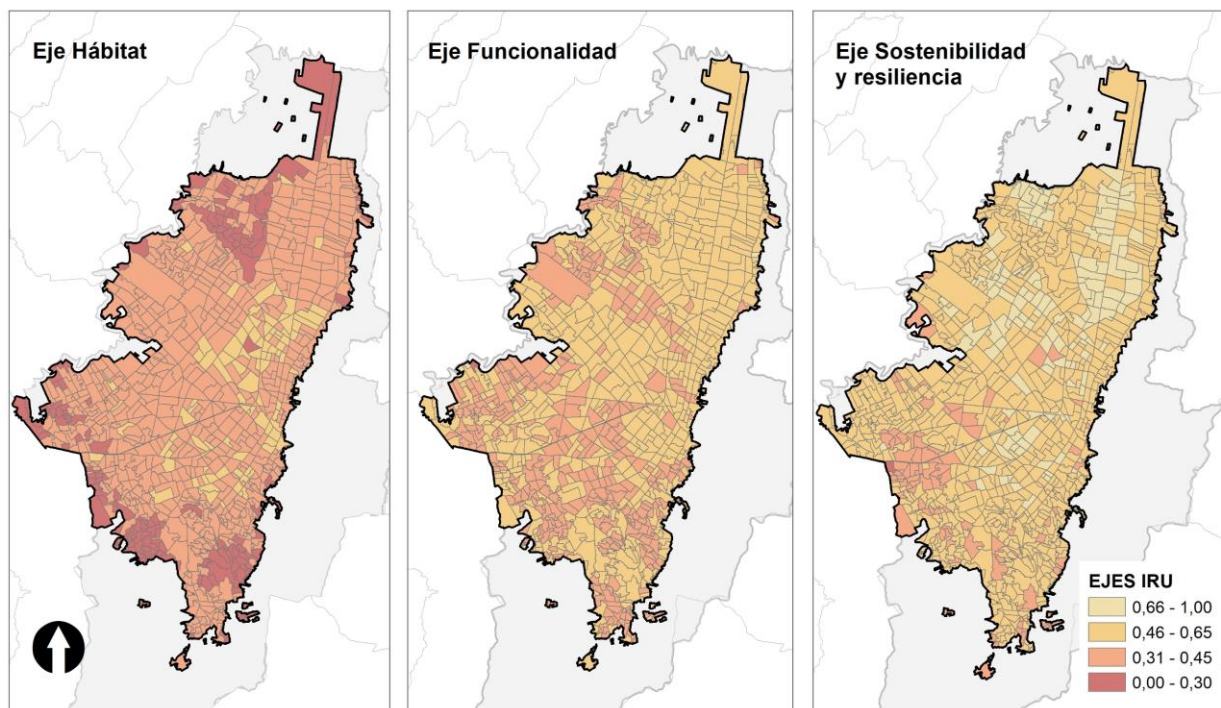 Eje Hábitat
Eje Funcionalidad
Eje Sostenibilidad
y resiliencia
EJES IRU
0,66 - 1,00
0,46 - 0,65
0,31 - 0,45
0,00 - 0,30